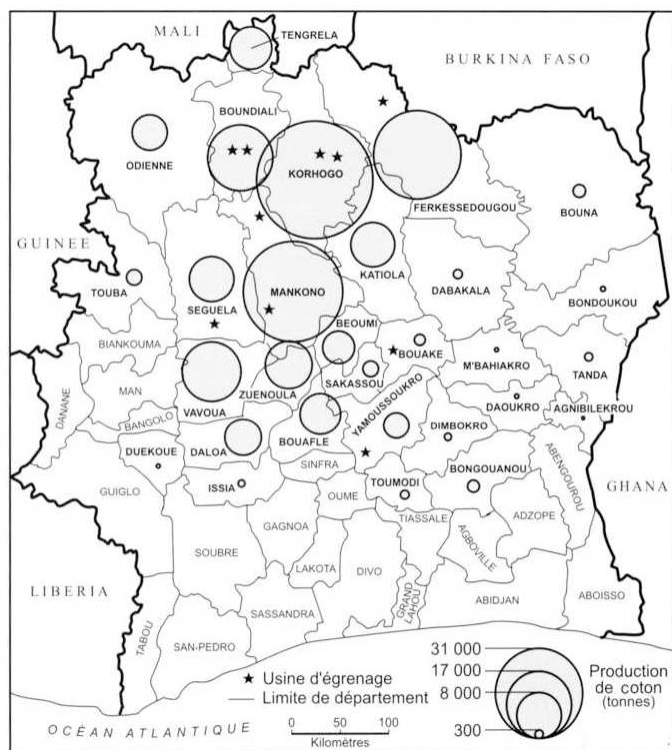 MALI
TENGRELA
BURKINA FASO
BOUNDIALI
ODIENNE
KORHOGO
FERKESSEDOUGOU
BOUNA
GUINEE
KATIOLA
TOUBA
SEGUELA
MANKONO
DABAKALA
BONDOUKOU
BEOUMI
BIANKOUMA
BOUAKE
M'BAHIAKRO
TANDA
ZUENOULA
SAKASSOU
DANANE
MAN
VAVOUA
YAMOUSSOUKRO
DAOUKRO
AGNIBILEKROU
BANGOLO
DALOA
BOUAFLE
DIMBOKRO
DUEKOUE
SINFRA
BONGOUANOU
ABENGOUROU
GHANA
ISSIA
TOUMODI
GUIGLO
OUME
TIASSALE
ADZOPE
GAGNOA
AGBOVILLE
SOUBRE
LAKOTA
DIVO
LIBERIA
GRAND
LAHOU
ABIDJAN
ABOISSO
TABOU
SASSANDRA
SAN-PEDRO
31 000
17 000
8 000
300
Production
de coton
(tonnes)
Usine d'égrenage
Limite de département
0 50 100
Kilomètres
OCÉAN ATLANTIQUE